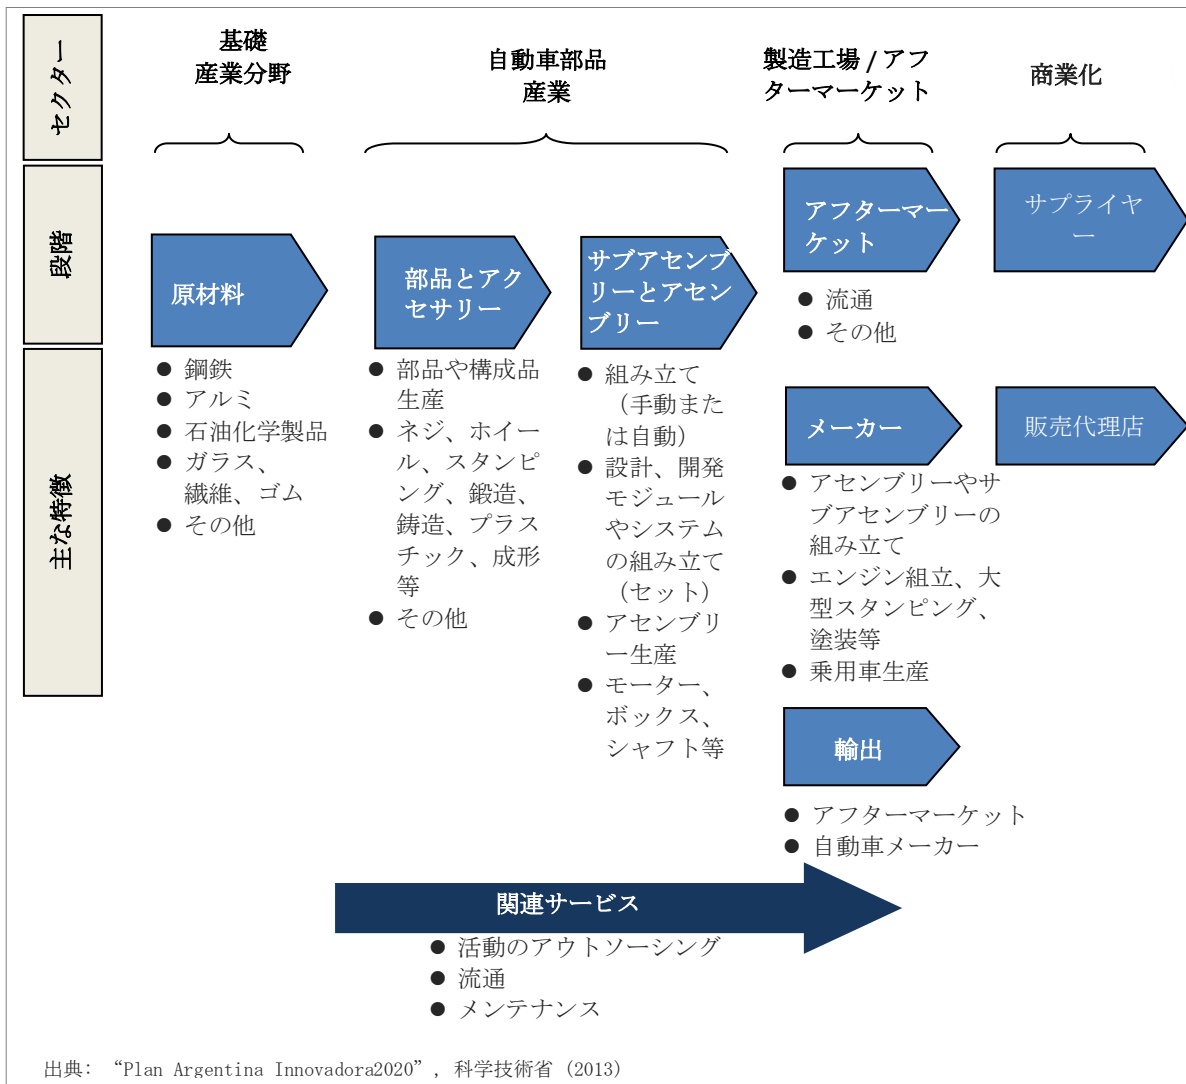 セクター
基礎
産業分野
自動車部品
産業
製造工場 / アフ
ターマーケット
商業化
段階
原材料
部品とアク
セサリー
サブアセンブ
リーとアセン
ブリー
アフターマー
ケット
● 流通
● その他
サプライヤ
ー
主な特徴
● 鋼鉄
● アルミ
● 石油化学製品
● ガラス、
繊維、ゴム
● その他
● 部品や構成品
生産
● ネジ、ホイー
ル、スタンピ
ング、鍛造、
鋳造、プラス
チック、成形
等
● その他
● 組み立て
（手動また
は自動）
● 設計、開発
モジュール
やシステム
の組み立て
（セット）
● アセンブリ
ー生産
● モーター、
ボックス、
シャフト等
メーカー
● アセンブリーやサ
ブアセンブリーの
組み立て
● エンジン組立、大
型スタンピング、
塗装等
● 乗用車生産
販売代理店
輸出
● アフターマーケット
● 自動車メーカー
関連サービス
● 活動のアウトソーシング
● 流通
● メンテナンス
出典： “Plan Argentina Innovadora2020”, 科学技術省 (2013)